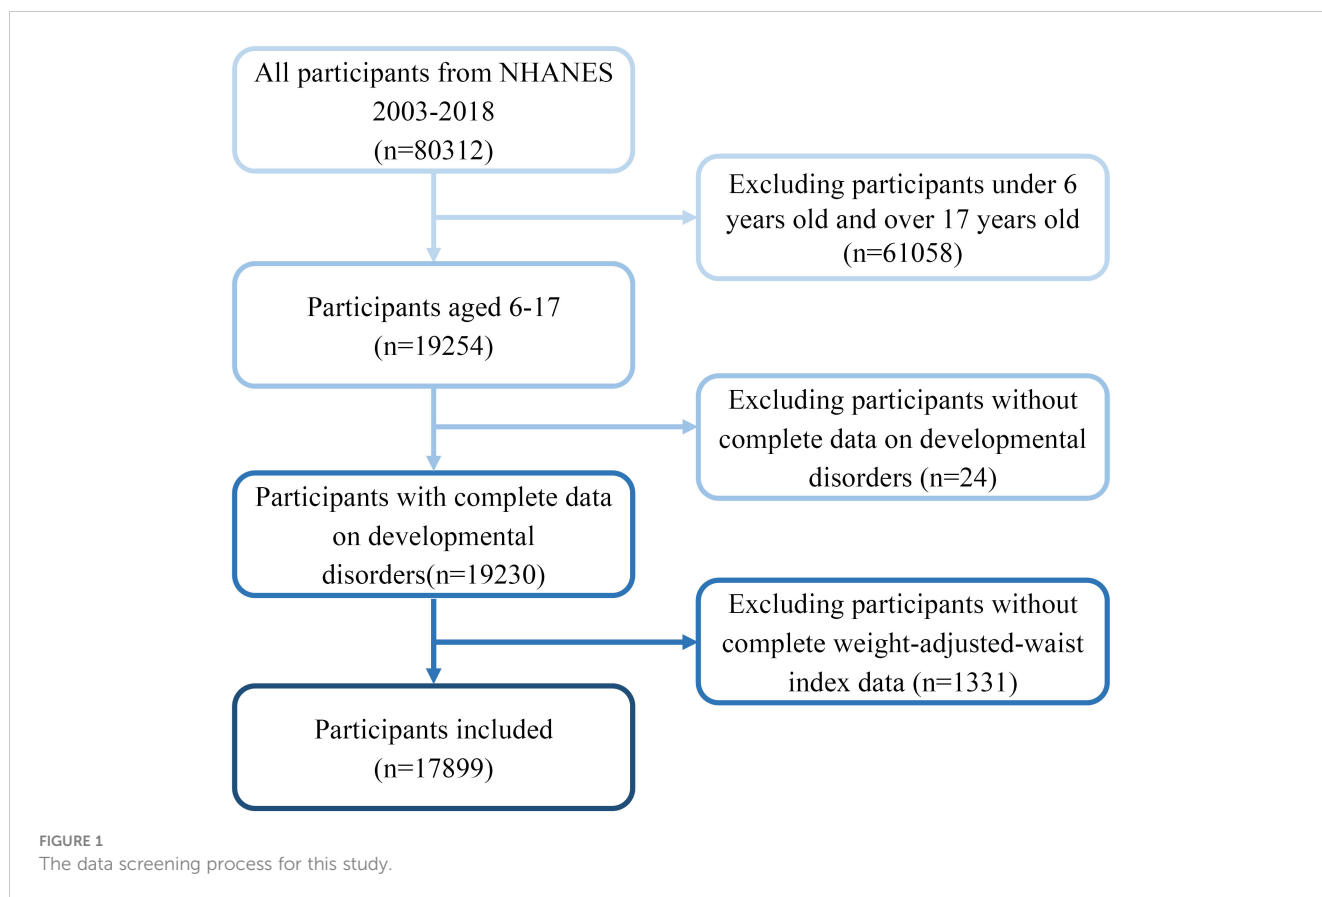 All participants from NHANES
2003-2018
(n=80312)
Excluding participants under 6
years old and over 17 years old
(n=61058)
Participants aged 6-17
(n=19254)
Excluding participants without
complete data on developmental
disorders (n=24)
Participants with complete data
on developmental
disorders(n=19230)
Excluding participants without
complete weight-adjusted-waist
index data (n=1331)
Participants included
(n=17899)
FIGURE 1
The data screening process for this study.